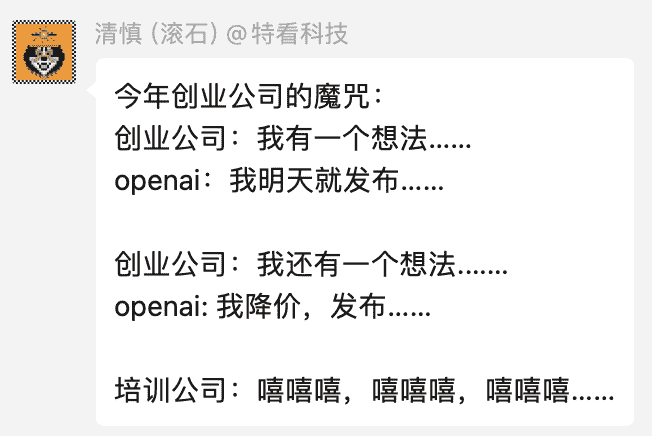 清慎（滚石）@特看科技
今年创业公司的魔咒：
创业公司：我有一个想法……
openai：我明天就发布……
创业公司：我还有一个想法.……
openai: 我降价，发布……
培训公司：嘻嘻嘻，嘻嘻嘻，嘻嘻嘻……